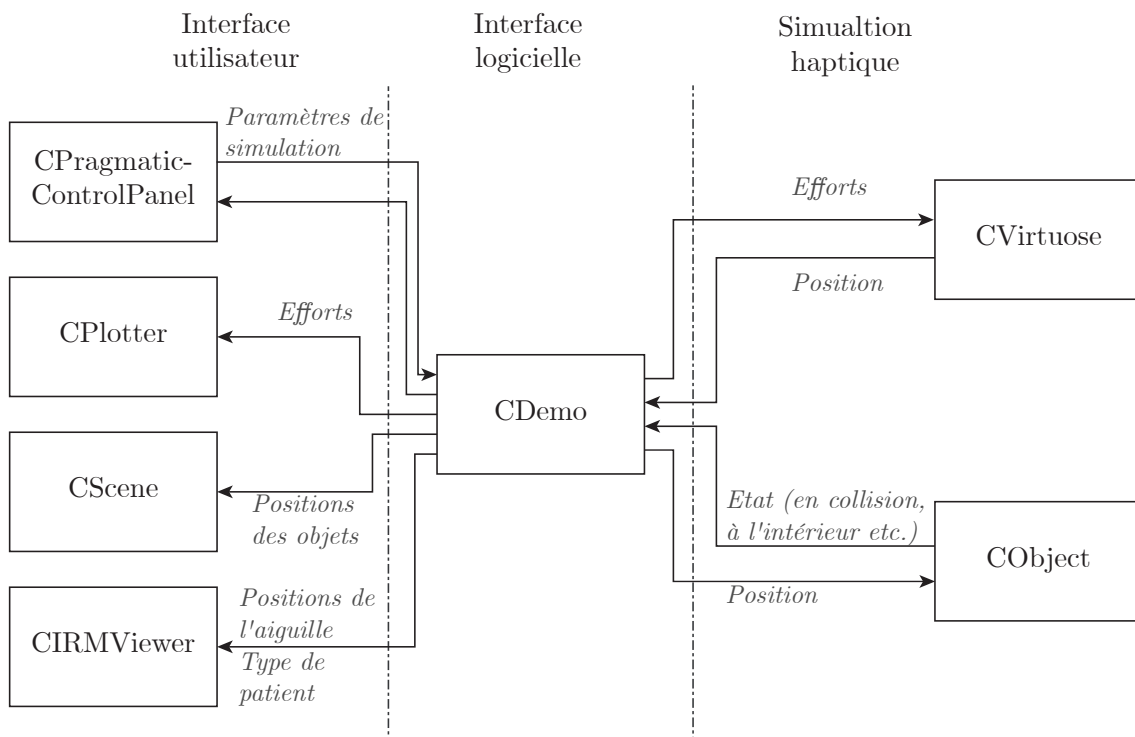 Interface
utilisateur
Interface
logicielle
Simualtion
haptique
Paramètres de
simulation
CPragmatic-
ControlPanel
Efforts
CVirtuose
Position
Efforts
CPlotter
CDemo
CScene
Positions
des objets
Etat (en collision,
à l'intérieur etc.)
CObject
Position
Positions de
l'aiguille
CIRMViewer
Type de
patient